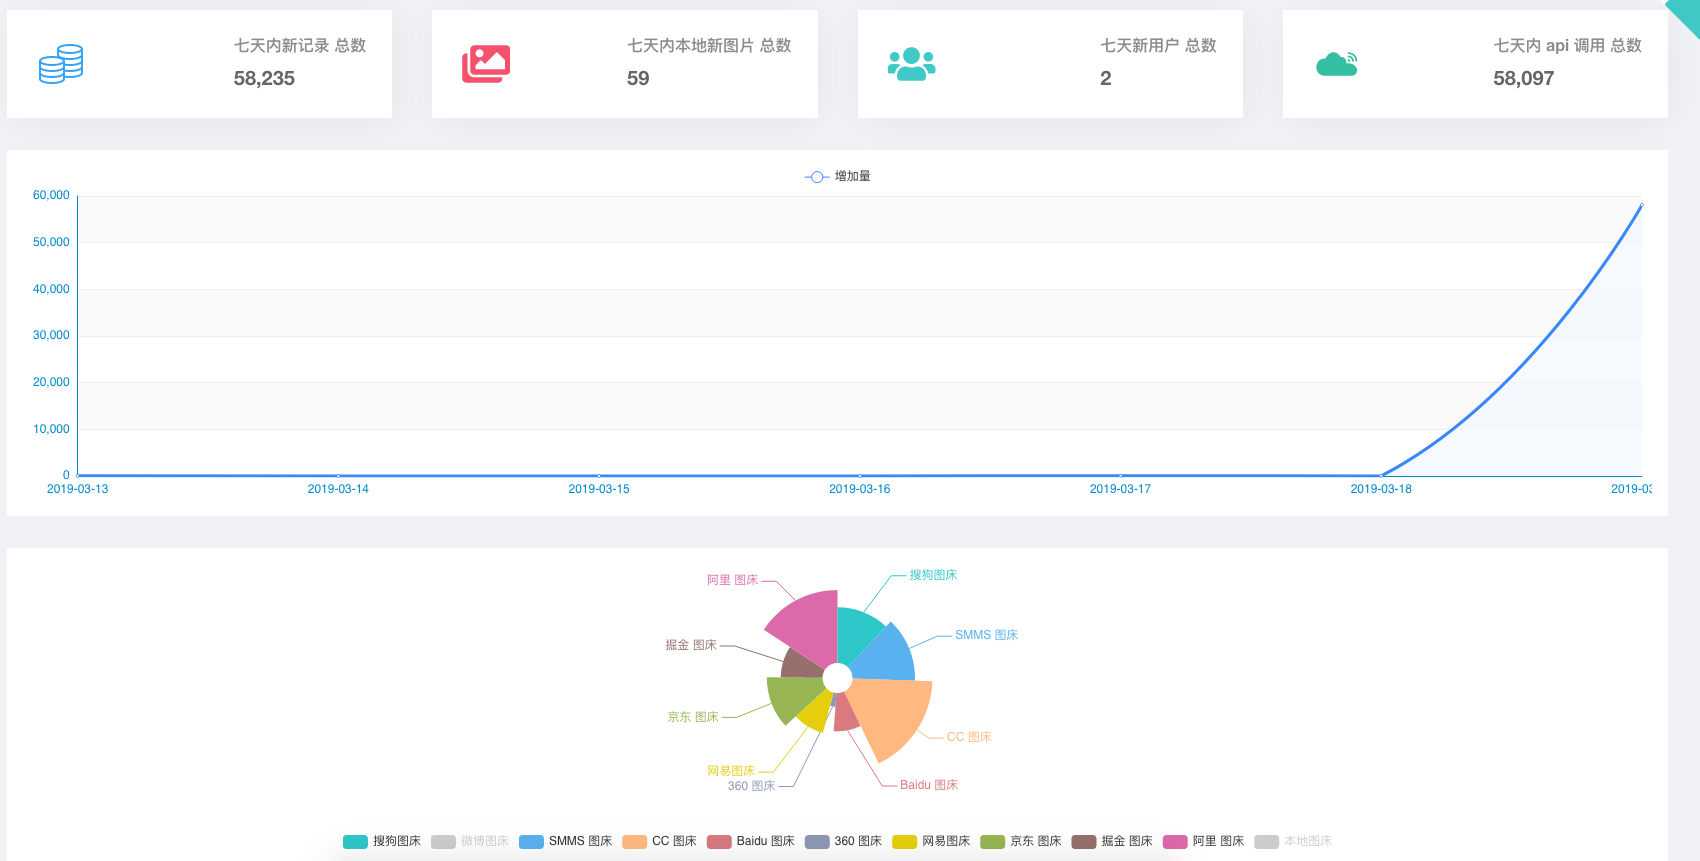 七天内新记录 总数
58,235
七天内本地新图片 总数
59
七天新用户 总数
2
七天内 api 调用 总数
58,097
增加量
60,000
50,000
40,000
30,000
20,000
10,000
0
2019-03-13
2019-03-14
2019-03-15
2019-03-16
2019-03-17
2019-03-18
2019-03
阿里 图床
搜狗图床
SMMS 图床
掘金 图床
京东 图床
CC 图床
网易图床
360 图床
Baidu 图床
搜狗图床 微博图床 SMMS 图床 CC 图床 Baidu 图床 360 图床 网易图床 京东 图床 掘金 图床 阿里 图床 本地图床